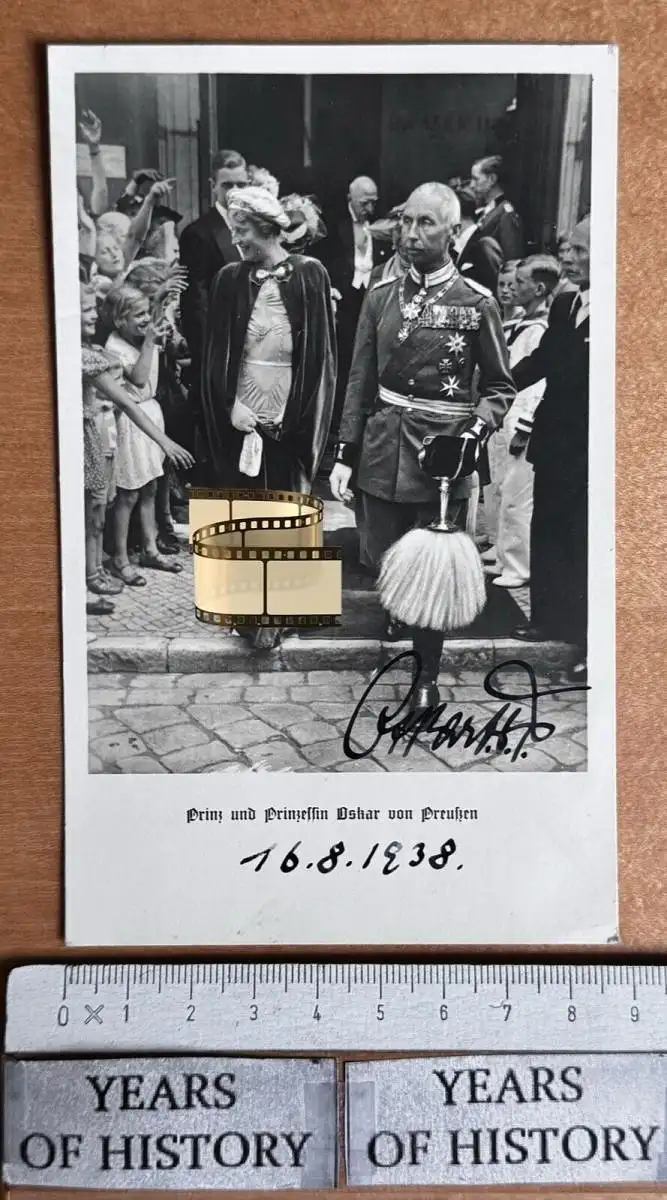 Prinz und Prinzessin Oskar von Preußen
16.8.1938.
0 1 2 3 4 5 6 7 8 9
YEARS
OF HISTORY
YEARS
OF HISTORY